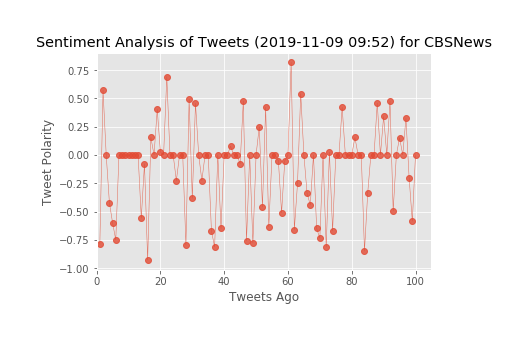 Sentiment Analysis of Tweets (2019-11-09 09:52) for CBSNews
Tweet Polarity
0.75
0.50
0.25
0.00
−0.25
−0.50
−0.75
−1.00
0 20 40 60 80 100
Tweets Ago